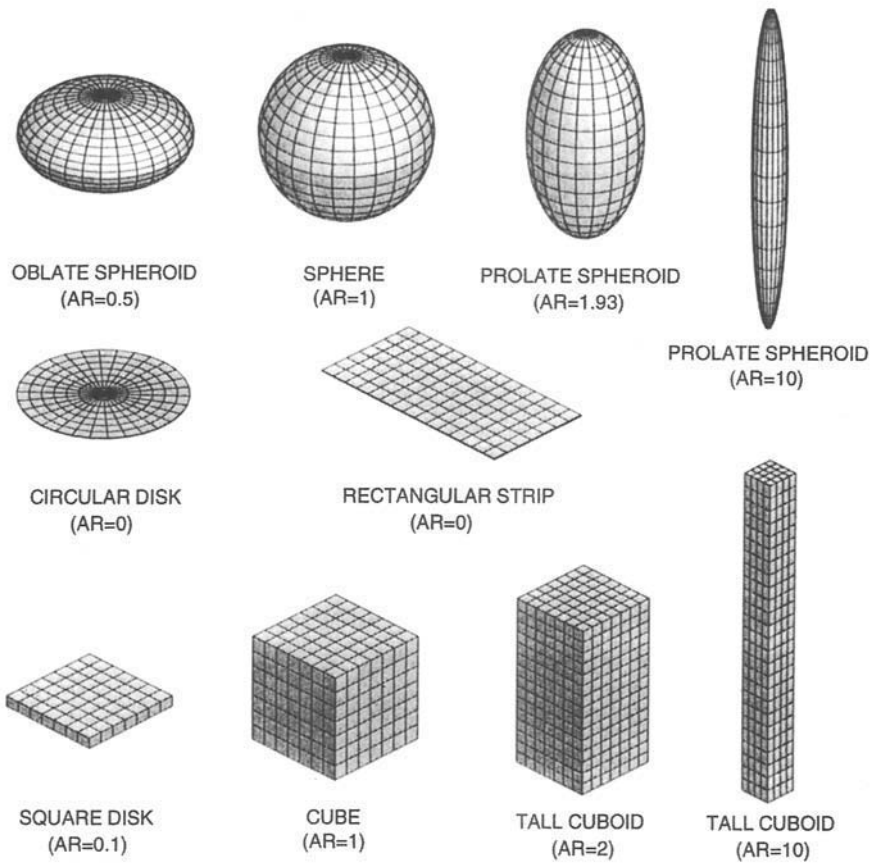 OBLATE SPHEROID
(AR=0.5)
SPHERE
(AR=1)
PROLATE SPHEROID
(AR=1.93)
PROLATE SPHEROID
(AR=10)
CIRCULAR DISK
(AR=0)
RECTANGULAR STRIP
(AR=0)
SQUARE DISK
(AR=0.1)
CUBE
(AR=1)
TALL CUBOID
(AR=2)
TALL CUBOID
(AR=10)